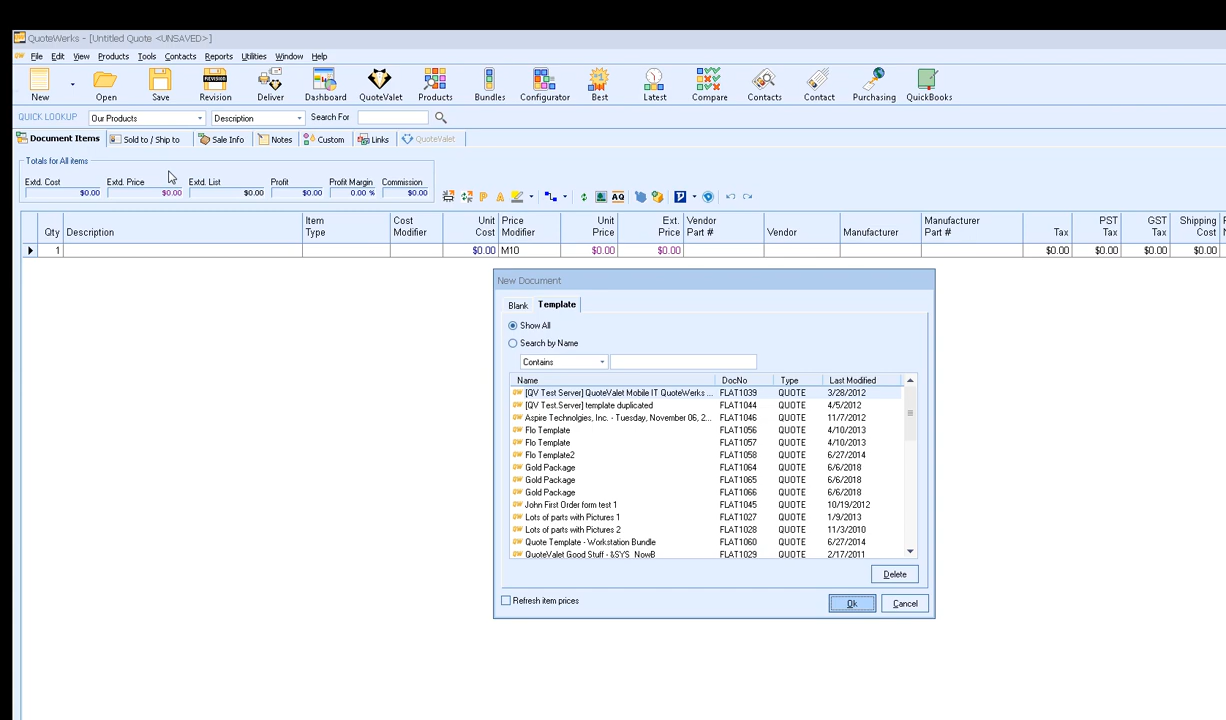 QuoteWerks - [Untitled Quote <UNSAVED>]
File Edit View Products Tools Contacts Reports Utilities Window Help
REVISION
New Open Save Revision Deliver Dashboard QuoteValet Products Bundles Configurator Best Latest Compare Contacts Contact Purchasing QuickBooks
QUICK LOOKUP Our Products Description Search For
Document Items Sold to / Ship to Sale Info Notes Custom Links QuoteValet
Totals for All items
Extd. Cost Extd. Price Extd. List Profit Profit Margin Commission
$0.00 $0.00 $0.00 $0.00 0.00 % $0.00
P A AQ P
Qty Description Item Type Cost Modifier Unit Cost Price Modifier Unit Price Ext. Price Vendor Part # Vendor Manufacturer Manufacturer Part # Tax PST Tax GST Tax Shipping Cost
1 $0.00 M10 $0.00 $0.00 $0.00 $0.00 $0.00 $0.00
New Document
Blank Template
Show All
Search by Name
Contains
Name DocNo Type Last Modified
[QV Test Server] QuoteValet Mobile IT QuoteWerks ... FLAT1039 QUOTE 3/28/2012
[QV Test.Server] template duplicated FLAT1044 QUOTE 4/5/2012
Aspire Technolgies, Inc. - Tuesday, November 06, 2... FLAT1046 QUOTE 11/7/2012
Flo Template FLAT1056 QUOTE 4/10/2013
Flo Template FLAT1057 QUOTE 4/10/2013
Flo Template2 FLAT1058 QUOTE 6/27/2014
Gold Package FLAT1064 QUOTE 6/6/2018
Gold Package FLAT1065 QUOTE 6/6/2018
Gold Package FLAT1066 QUOTE 6/6/2018
John First Order form test 1 FLAT1045 QUOTE 10/19/2012
Lots of parts with Pictures 1 FLAT1027 QUOTE 1/9/2013
Lots of parts with Pictures 2 FLAT1028 QUOTE 11/3/2010
Quote Template - Workstation Bundle FLAT1060 QUOTE 6/27/2014
QuoteValet Good Stuff - &SYS_NowB FLAT1029 QUOTE 2/17/2011
Delete
Refresh item prices
Ok Cancel